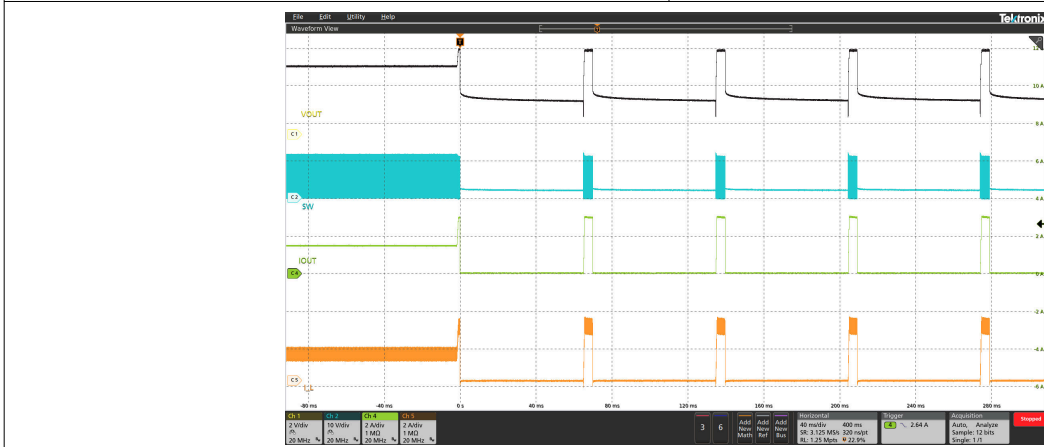 File Edit Utility Help
Tektronix
Waveform View
T
12 A
10 A
VOUT
8 A
C1
6 A
4 A
C2
SW
2 A
IOUT
C4
0 A
-2 A
-4 A
C5
-6 A
-80 ms -40 ms 0 s 40 ms 80 ms 120 ms 160 ms 200 ms 240 ms 280 ms
Ch 1 Ch 2 Ch 4 Ch 5 Horizontal Trigger Acquisition
2 V/div 10 V/div 2 A/div 2 A/div 3 6 Add New Math Add New Ref Add New Bus 40 ms/div 400 ms 4 2.64 A Auto, Analyze Stopped
1 MΩ 1 MΩ SR: 3.125 MS/s 320 ns/pt Sample: 12 bits
20 MHz 20 MHz 20 MHz 20 MHz RL: 1.25 Mpts 22.9% Single: 1/1